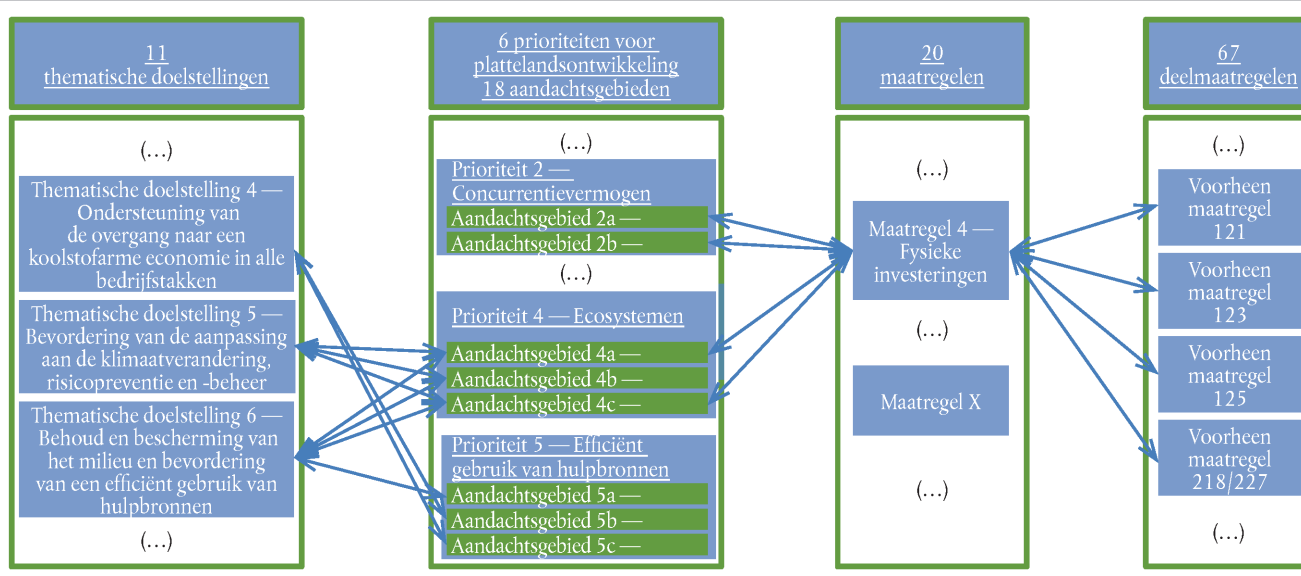 11
thematische doelstellingen
6 prioriteiten voor
plattelandsontwikkeling
18 aandachtsgebieden
20
maatregelen
67
deelmaatregelen
(...)
Thematische doelstelling 4 —
Ondersteuning van
de overgang naar een
koolstofarme economie in alle
bedrijfstakken
Thematische doelstelling 5 —
Bevordering van de aanpassing
aan de klimaatverandering,
risicopreventie en -beheer
Thematische doelstelling 6 —
Behoud en bescherming van
het milieu en bevordering
van een efficiënt gebruik van
hulpbronnen
(...)
(...)
Prioriteit 2 —
Concurrentievermogen
Aandachtsgebied 2a —
Aandachtsgebied 2b —
(...)
Prioriteit 4 — Ecosystemen
Aandachtsgebied 4a —
Aandachtsgebied 4b —
Aandachtsgebied 4c —
Prioriteit 5 — Efficiënt
gebruik van hulpbronnen
Aandachtsgebied 5a —
Aandachtsgebied 5b —
Aandachtsgebied 5c —
(...)
Maatregel 4 —
Fysieke
investeringen
(...)
Maatregel X
(...)
(...)
Voorheen
maatregel
121
Voorheen
maatregel
123
Voorheen
maatregel
125
Voorheen
maatregel
218/227
(...)